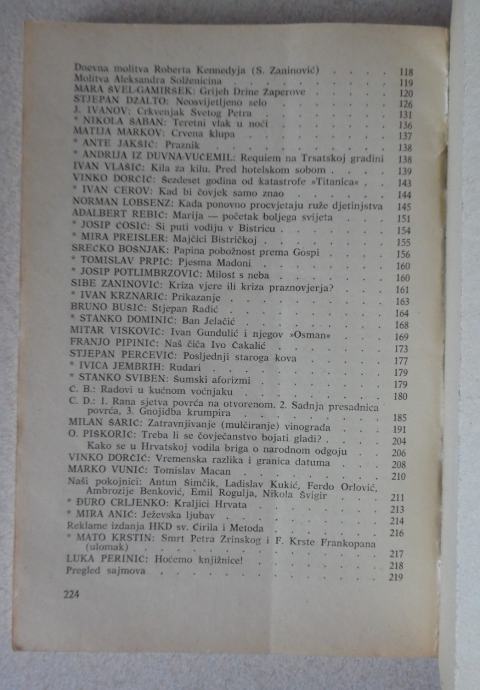 Dnevna molitva Roberta Kennedyja (S. Zaninović) . . . . 118
Molitva Aleksandra Solženicina . . . . 119
MARA ŠVEL-GAMIRŠEK: Grijeh Drine Žaperove . . . . 120
STJEPAN DŽALTO: Neosvijetljeno selo . . . . 126
J. IVANOV: Crkvenjak Svetog Petra . . . . 131
* NIKOLA ŠABAN: Teretni vlak u noći . . . . 136
MATIJA MARKOV: Crvena klupa . . . . 137
* ANTE JAKŠIĆ: Praznik . . . . 138
* ANDRIJA IZ DUVNA-VUČEMIL: Requiem na Trsatskoj gradini 138
IVAN VLAŠIĆ: Kila za kilu. Pred hotelskom sobom . . . . 139
VINKO DORČIĆ: Šezdeset godina od katastrofe »Titanica« . . 143
* IVAN CEROV: Kad bi čovjek samo znao . . . . 144
NORMAN LOBSENZ: Kada ponovno procvjetaju ruže djetinjstva 145
ADALBERT REBIĆ: Marija — početak boljega svijeta . . . . 151
* JOSIP ĆOSIĆ: Si puti vodiju v Bistricu . . . . 154
* MIRA PREISLER: Majčici Bistričkoj . . . . 155
SREĆKO BOŠNJAK: Papina pobožnost prema Gospi . . . . 156
* TOMISLAV PRPIĆ: Pjesma Madoni . . . . 160
* JOSIP POTLIMBRZOVIĆ: Milost s neba . . . . 160
SIBE ZANINOVIĆ: Kriza vjere ili kriza praznovjerja? . . . . 161
* IVAN KRZNARIĆ: Prikazanje . . . . 163
BRUNO BUŠIĆ: Stjepan Radić . . . . 164
* STANKO DOMINIĆ: Ban Jelačić . . . . 168
MITAR VISKOVIĆ: Ivan Gundulić i njegov »Osman« . . . . 169
FRANJO PIPINIĆ: Naš čiča Ivo Čakalić . . . . 173
STJEPAN PERČEVIĆ: Posljednji staroga kova . . . . 177
* IVICA JEMBRIH: Rudari . . . . 179
* STANKO SVIBEN: Šumski aforizmi . . . . 179
C. B.: Radovi u kućnom voćnjaku . . . . 180
C. D.: 1. Rana sjetva povrća na otvorenom. 2. Sadnja presadnica
povrća, 3. Gnojidba krumpira . . . . 185
MILAN ŠARIĆ: Zatravnjivanje (mulčiranje) vinograda . . . . 191
O. PIŠKORIĆ: Treba li se čovječanstvo bojati gladi? . . . . 204
Kako se u Hrvatskoj vodila briga o narodnom odgoju 206
VINKO DORČIĆ: Vremenska razlika i granica datuma . . . . 208
MARKO VUNIĆ: Tomislav Macan . . . . 210
Naši pokojnici: Antun Šimčik, Ladislav Kukić, Ferdo Orlović,
Ambrozije Benković, Emil Rogulja, Nikola Švigir . . . . 211
* ĐURO CRLJENKO: Kraljici Hrvata . . . . 213
* MIRA ANIĆ: Ježevska ljubav . . . . 214
Reklame izdanja HKD sv. Ćirila i Metoda . . . . 216
* MATO KRSTIN: Smrt Petra Zrinskog i F. Krste Frankopana
(ulomak) . . . . 217
LUKA PERINIĆ: Hoćemo knjižnice! . . . . 218
Pregled sajmova . . . . 219
224